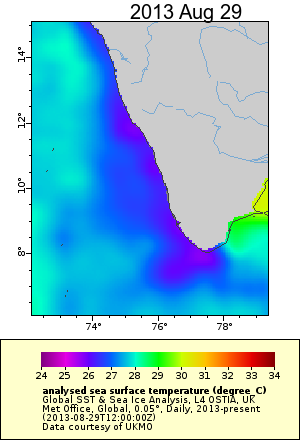 2013 Aug 29
14°
12°
10°
8°
74° 76° 78°
24 25 26 27 28 29 30 31 32 33 34
analysed sea surface temperature (degree_C)
Global SST & Sea Ice Analysis, L4 OSTIA, UK
Met Office, Global, 0.05°, Daily, 2013-present
(2013-08-29T12:00:00Z)
Data courtesy of UKMO